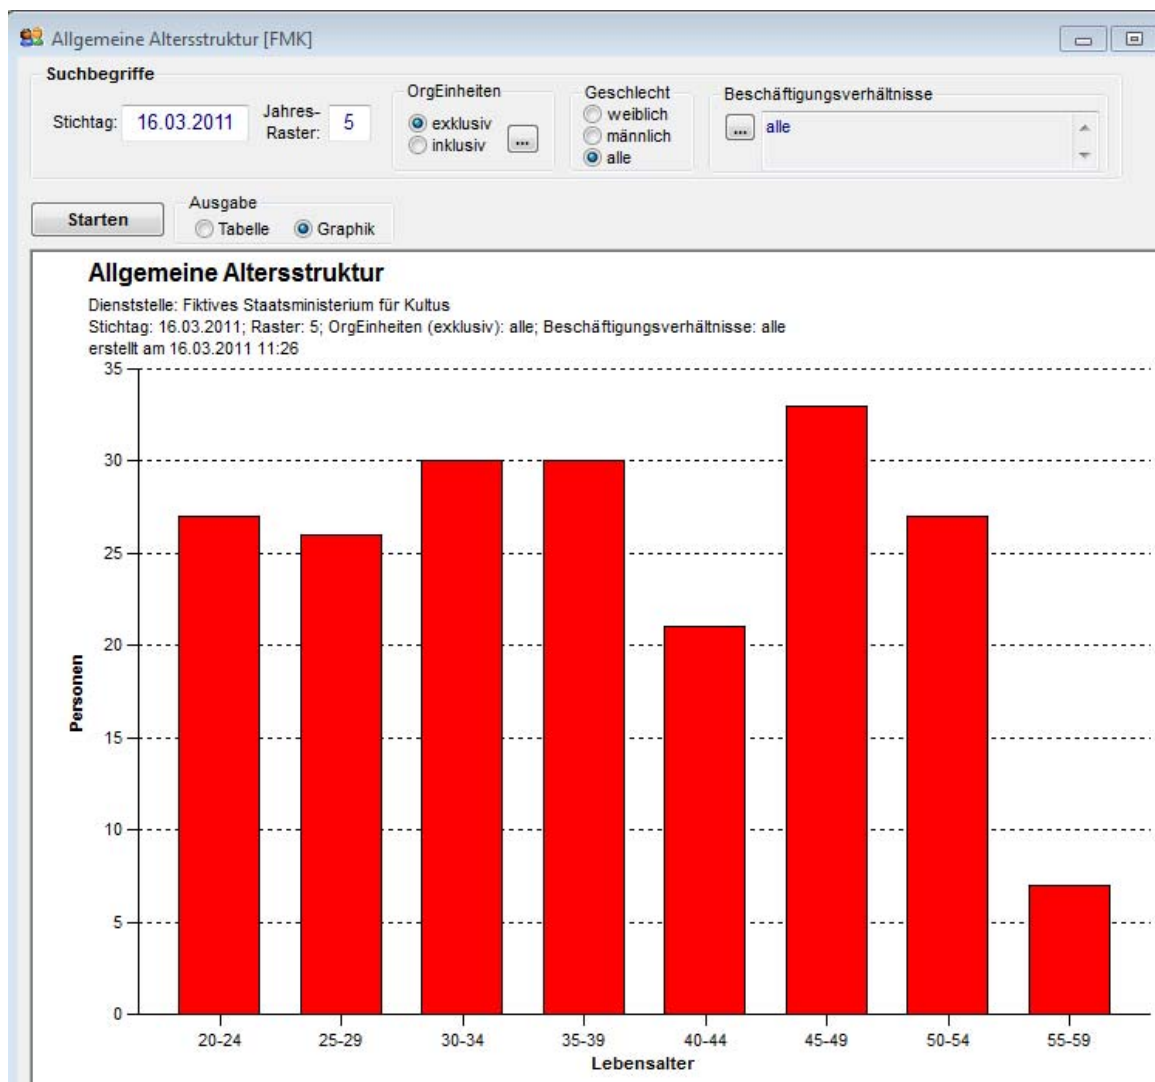 Allgemeine Altersstruktur [FMK]
Suchbegriffe
Stichtag: 16.03.2011
Jahres-
Raster: 5
OrgEinheiten
exklusiv
inklusiv
...
Geschlecht
weiblich
männlich
alle
Beschäftigungsverhältnisse
...
alle
Starten
Ausgabe
Tabelle Graphik
Allgemeine Altersstruktur
Dienststelle: Fiktives Staatsministerium für Kultus
Stichtag: 16.03.2011; Raster: 5; OrgEinheiten (exklusiv): alle; Beschäftigungsverhältnisse: alle
erstellt am 16.03.2011 11:26
35
30
25
20
15
10
5
0
Personen
20-24 25-29 30-34 35-39 40-44 45-49 50-54 55-59
Lebensalter